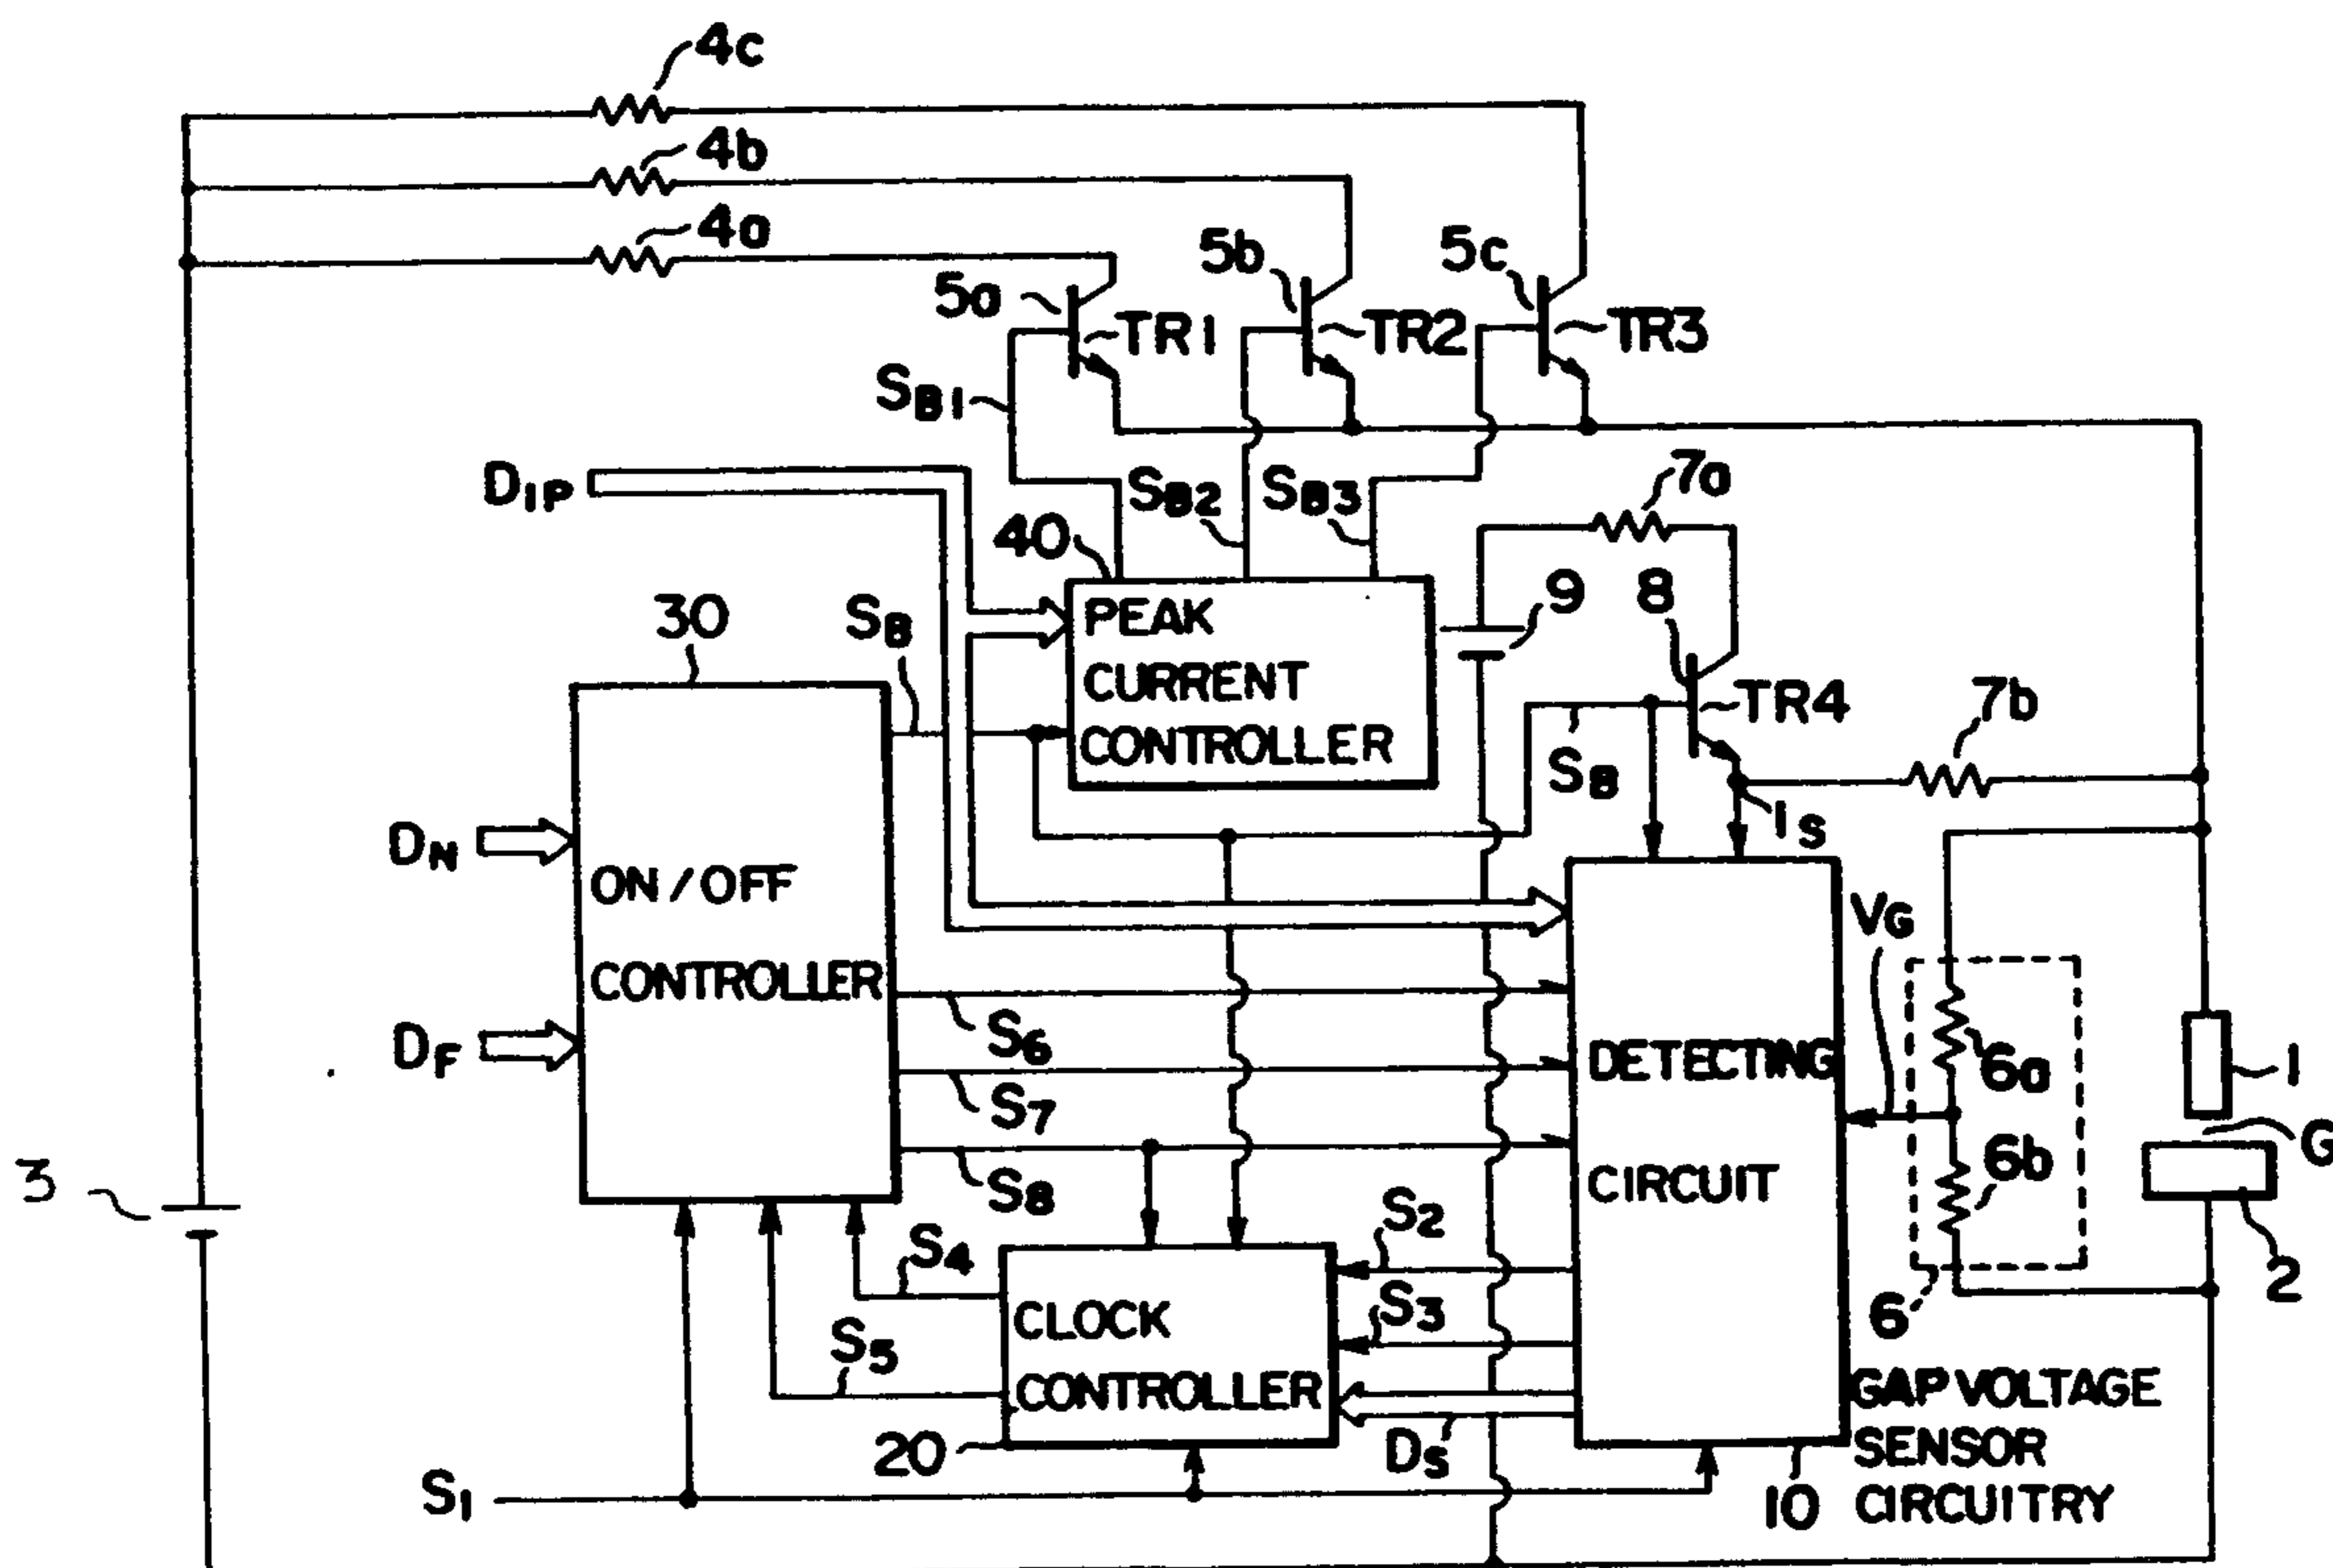 4c
4b
4a
5a
5b
5c
TR1
TR2
TR3
SB1
DIP
SB2
SB3
7a
40
PEAK
CURRENT
CONTROLLER
9
8
30
SB
TR4
7b
SB
IS
DN
ON/OFF
CONTROLLER
VG
DF
S6
DETECTING
CIRCUIT
6a
1
S7
G
6b
S8
S2
3
S4
2
CLOCK
CONTROLLER
S3
6
S5
GAP VOLTAGE
SENSOR
CIRCUITRY
20
DS
S1
10